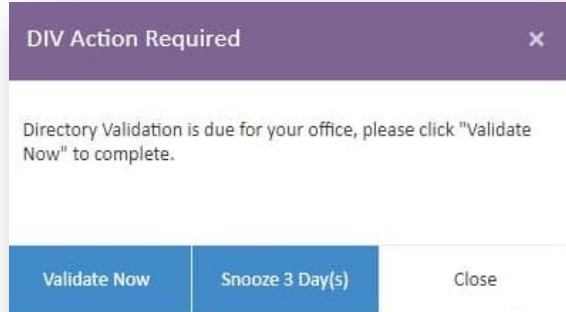 DIV Action Required ×
Directory Validation is due for your office, please click "Validate
Now" to complete.
Validate Now Snooze 3 Day(s) Close